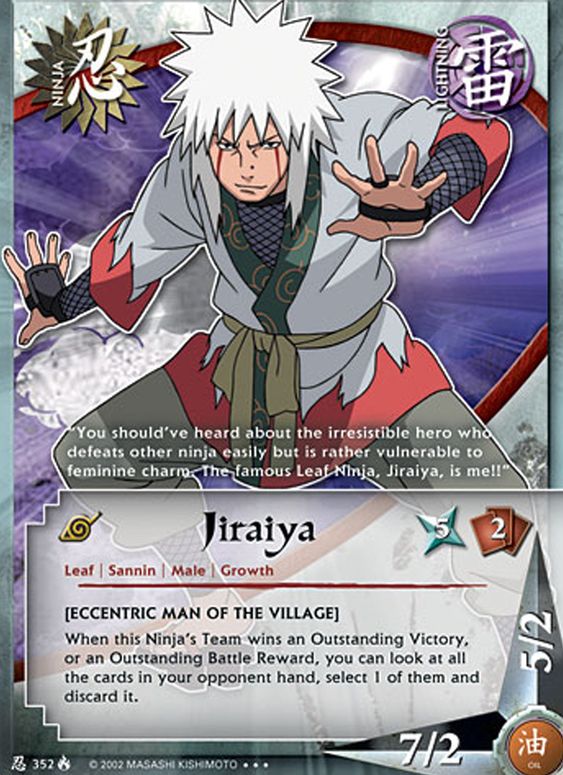 忍
NINJA
雷
LIGHTNING
"You should've heard about the irresistible hero who
defeats other ninja easily but is rather vulnerable to
feminine charm. The famous Leaf Ninja, Jiraiya, is me!!"
Jiraiya
5
2
Leaf | Sannin | Male | Growth
[ECCENTRIC MAN OF THE VILLAGE]
When this Ninja's Team wins an Outstanding Victory,
or an Outstanding Battle Reward, you can look at all
the cards in your opponent hand, select 1 of them and
discard it.
5/2
7/2
油
OIL
忍 352
© 2002 MASASHI KISHIMOTO